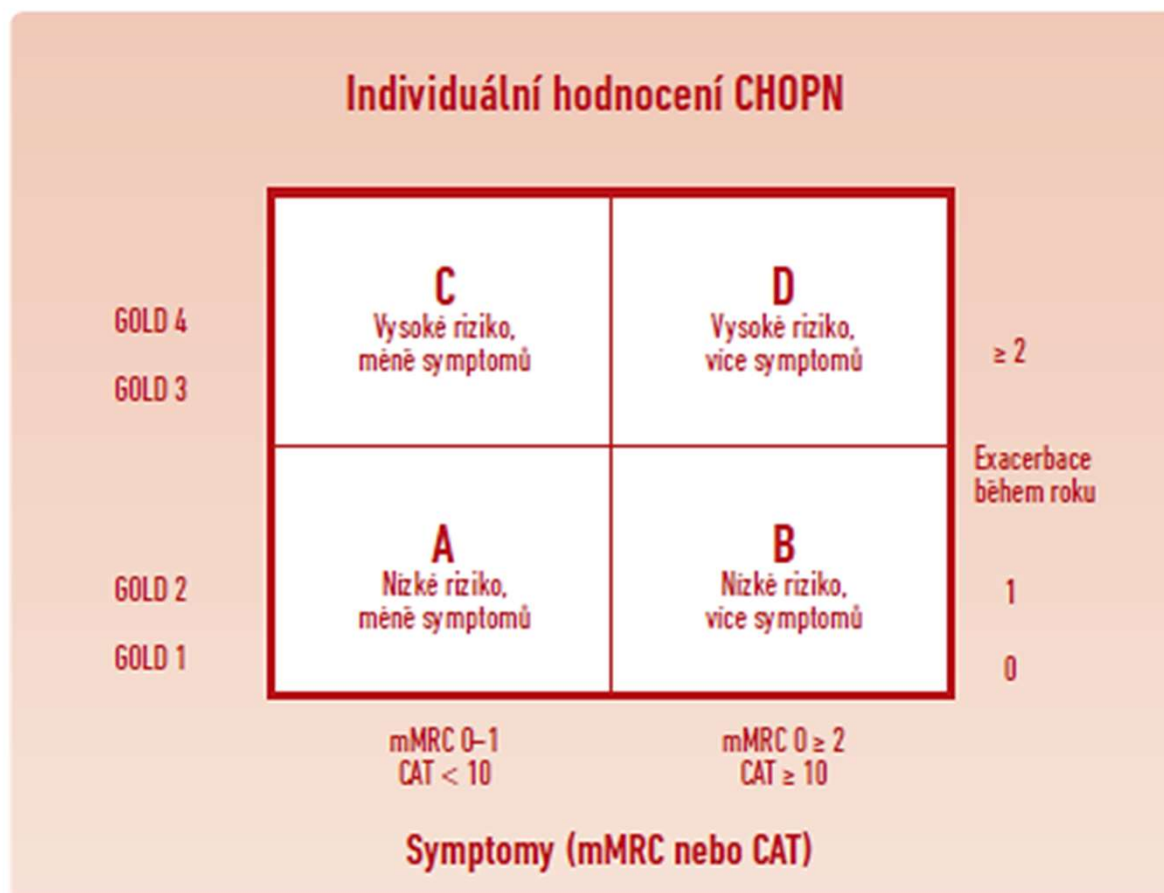 Individuální hodnocení CHOPN
GOLD 4
GOLD 3
GOLD 2
GOLD 1
C
Vysoké riziko,
méně symptomů
D
Vysoké riziko,
více symptomů
A
Nízké riziko,
méně symptomů
B
Nízké riziko,
více symptomů
≥ 2
Exacerbace
během roku
1
0
mMRC 0–1
CAT < 10
mMRC 0 ≥ 2
CAT ≥ 10
Symptomy (mMRC nebo CAT)